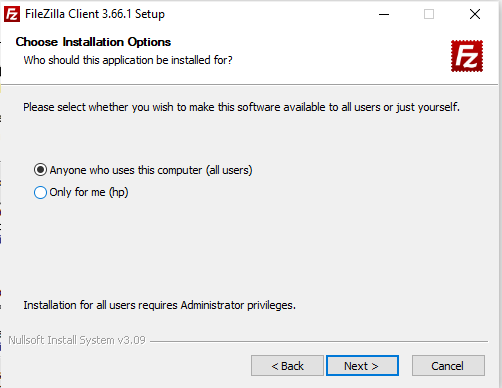 FileZilla Client 3.66.1 Setup
Choose Installation Options
Who should this application be installed for?
Fz
Please select whether you wish to make this software available to all users or just yourself.
Anyone who uses this computer (all users)
Only for me (hp)
Installation for all users requires Administrator privileges.
Nullsoft Install System v3.09
< Back
Next >
Cancel